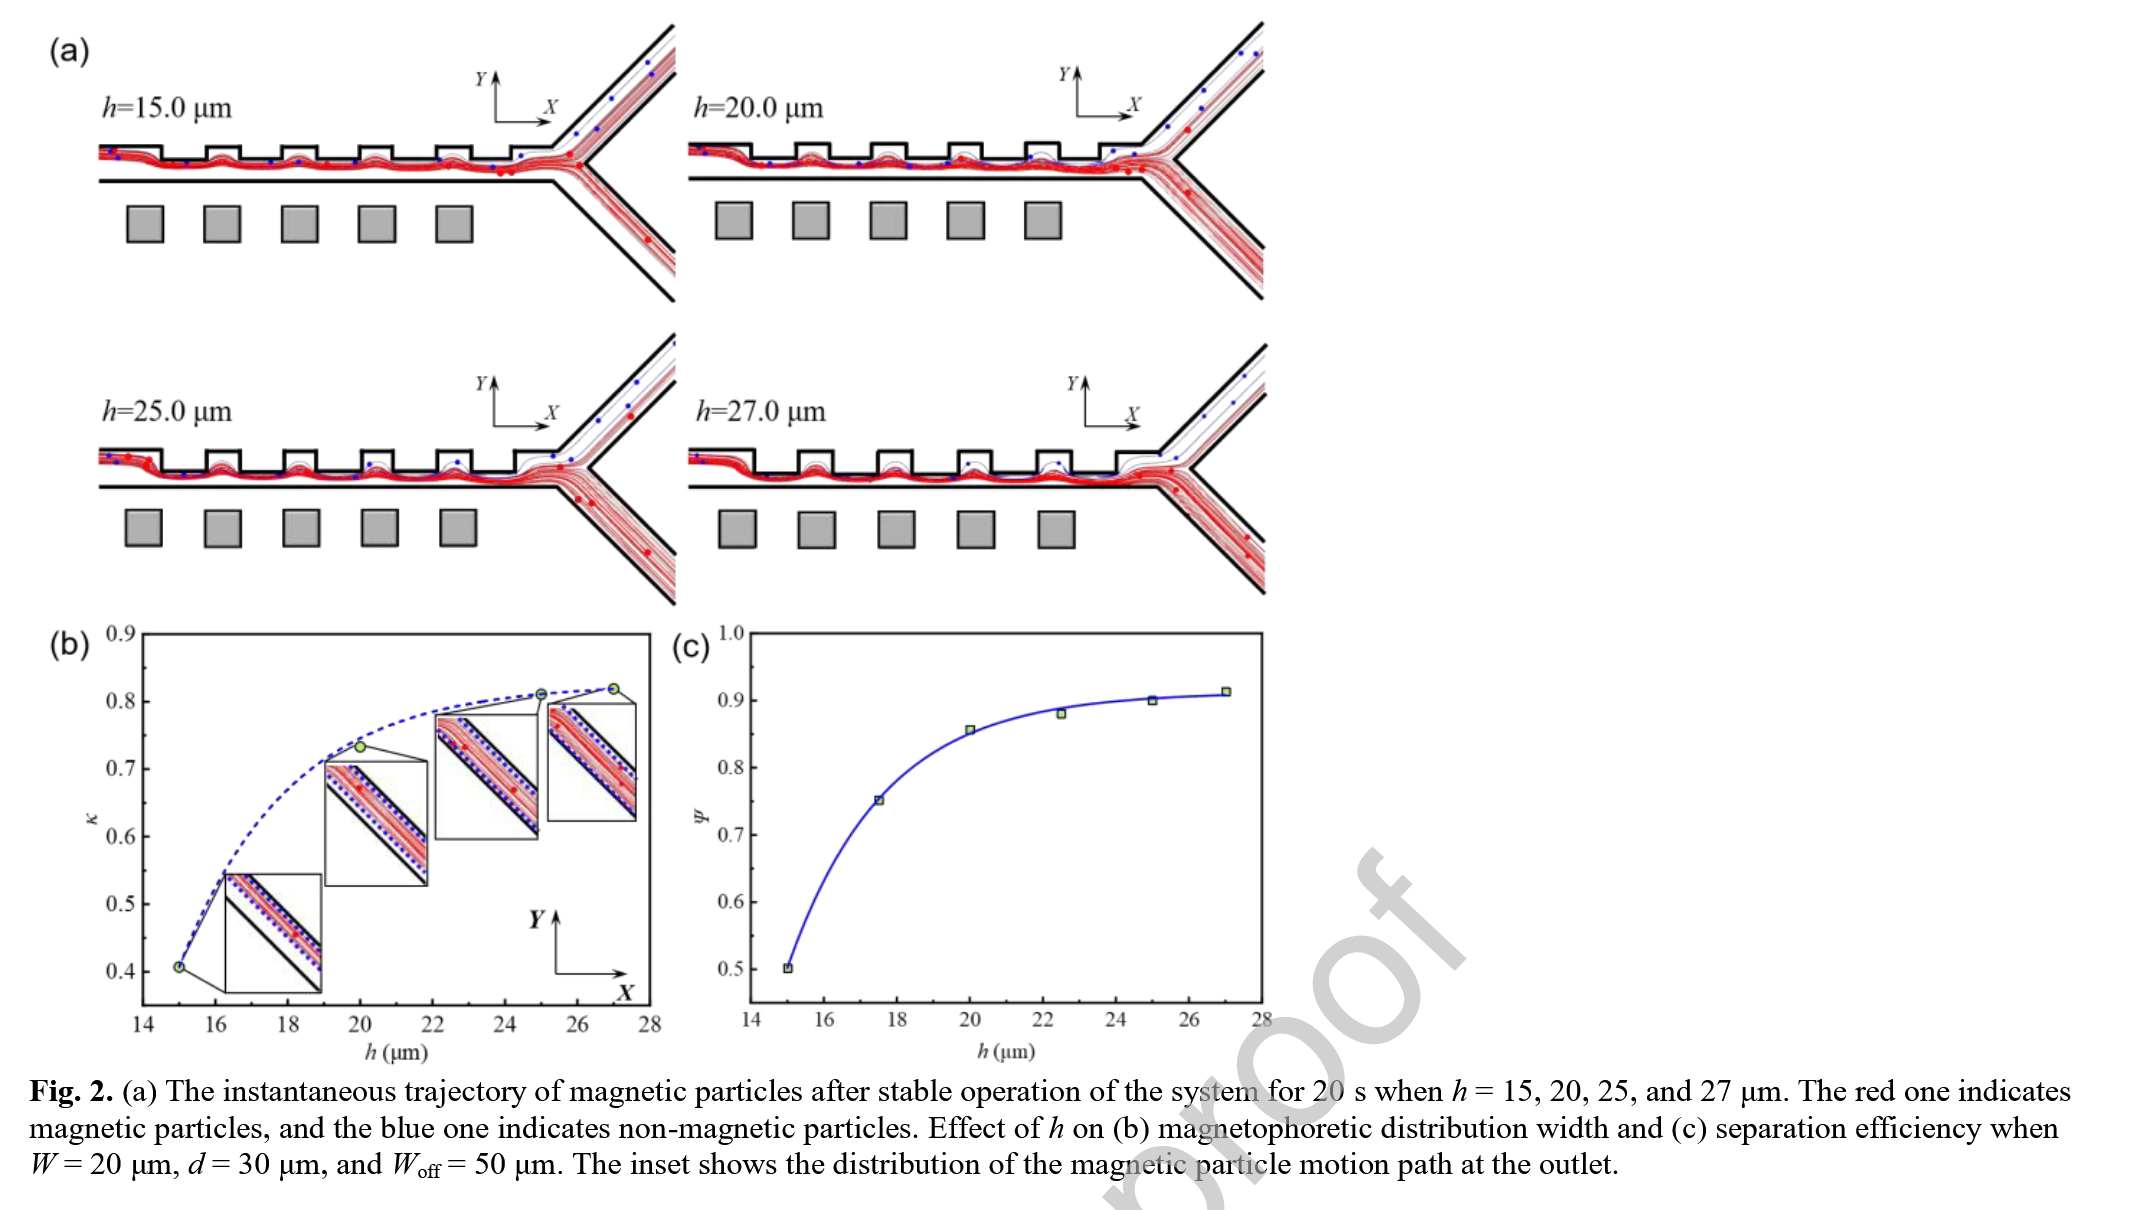 (a)
h=15.0 μm
Y
X
h=20.0 μm
Y
X
h=25.0 μm
Y
X
h=27.0 μm
Y
X
(b)
0.9
0.8
0.7
0.6
0.5
0.4
κ
Y
X
14 16 18 20 22 24 26 28
h (μm)
(c)
1.0
0.9
0.8
0.7
0.6
0.5
Ψ
14 16 18 20 22 24 26 28
h (μm)
Fig. 2. (a) The instantaneous trajectory of magnetic particles after stable operation of the system for 20 s when h = 15, 20, 25, and 27 μm. The red one indicates
magnetic particles, and the blue one indicates non-magnetic particles. Effect of h on (b) magnetophoretic distribution width and (c) separation efficiency when
W = 20 μm, d = 30 μm, and Woff = 50 μm. The inset shows the distribution of the magnetic particle motion path at the outlet.
proof